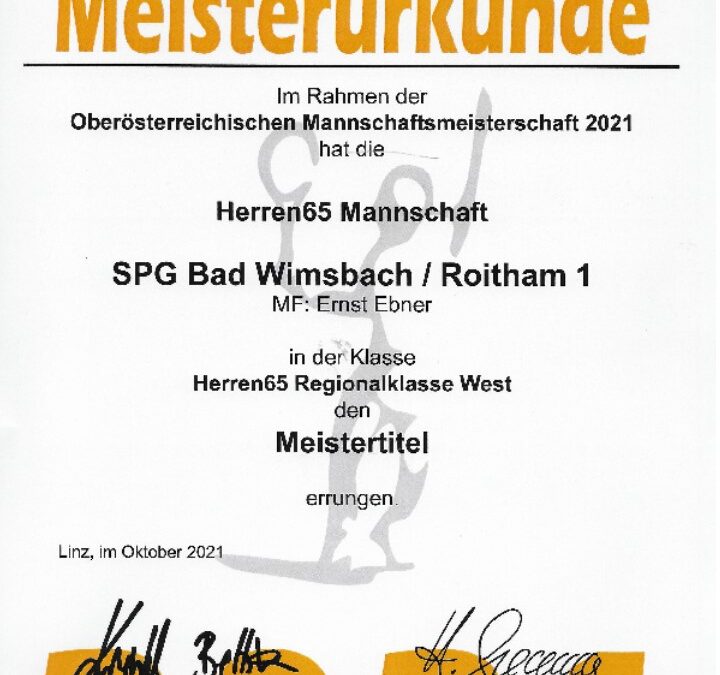 Meisterurkunde
Im Rahmen der
Oberösterreichischen Mannschaftsmeisterschaft 2021
hat die
Herren65 Mannschaft
SPG Bad Wimsbach / Roitham 1
MF: Ernst Ebner
in der Klasse
Herren65 Regionalklasse West
den
Meistertitel
errungen.
Linz, im Oktober 2021